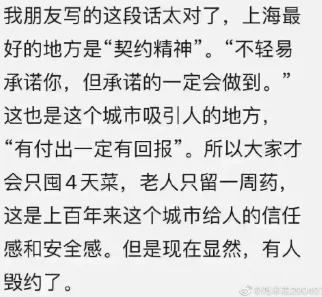 我朋友写的这段话太对了，上海最
好的地方是“契约精神”。“不轻易
承诺你，但承诺的一定会做到。”
这也是这个城市吸引人的地方，
“有付出一定有回报”。所以大家才
会只囤4天菜，老人只留一周药，
这是上百年来这个城市给人的信任
感和安全感。但是现在显然，有人
毁约了。